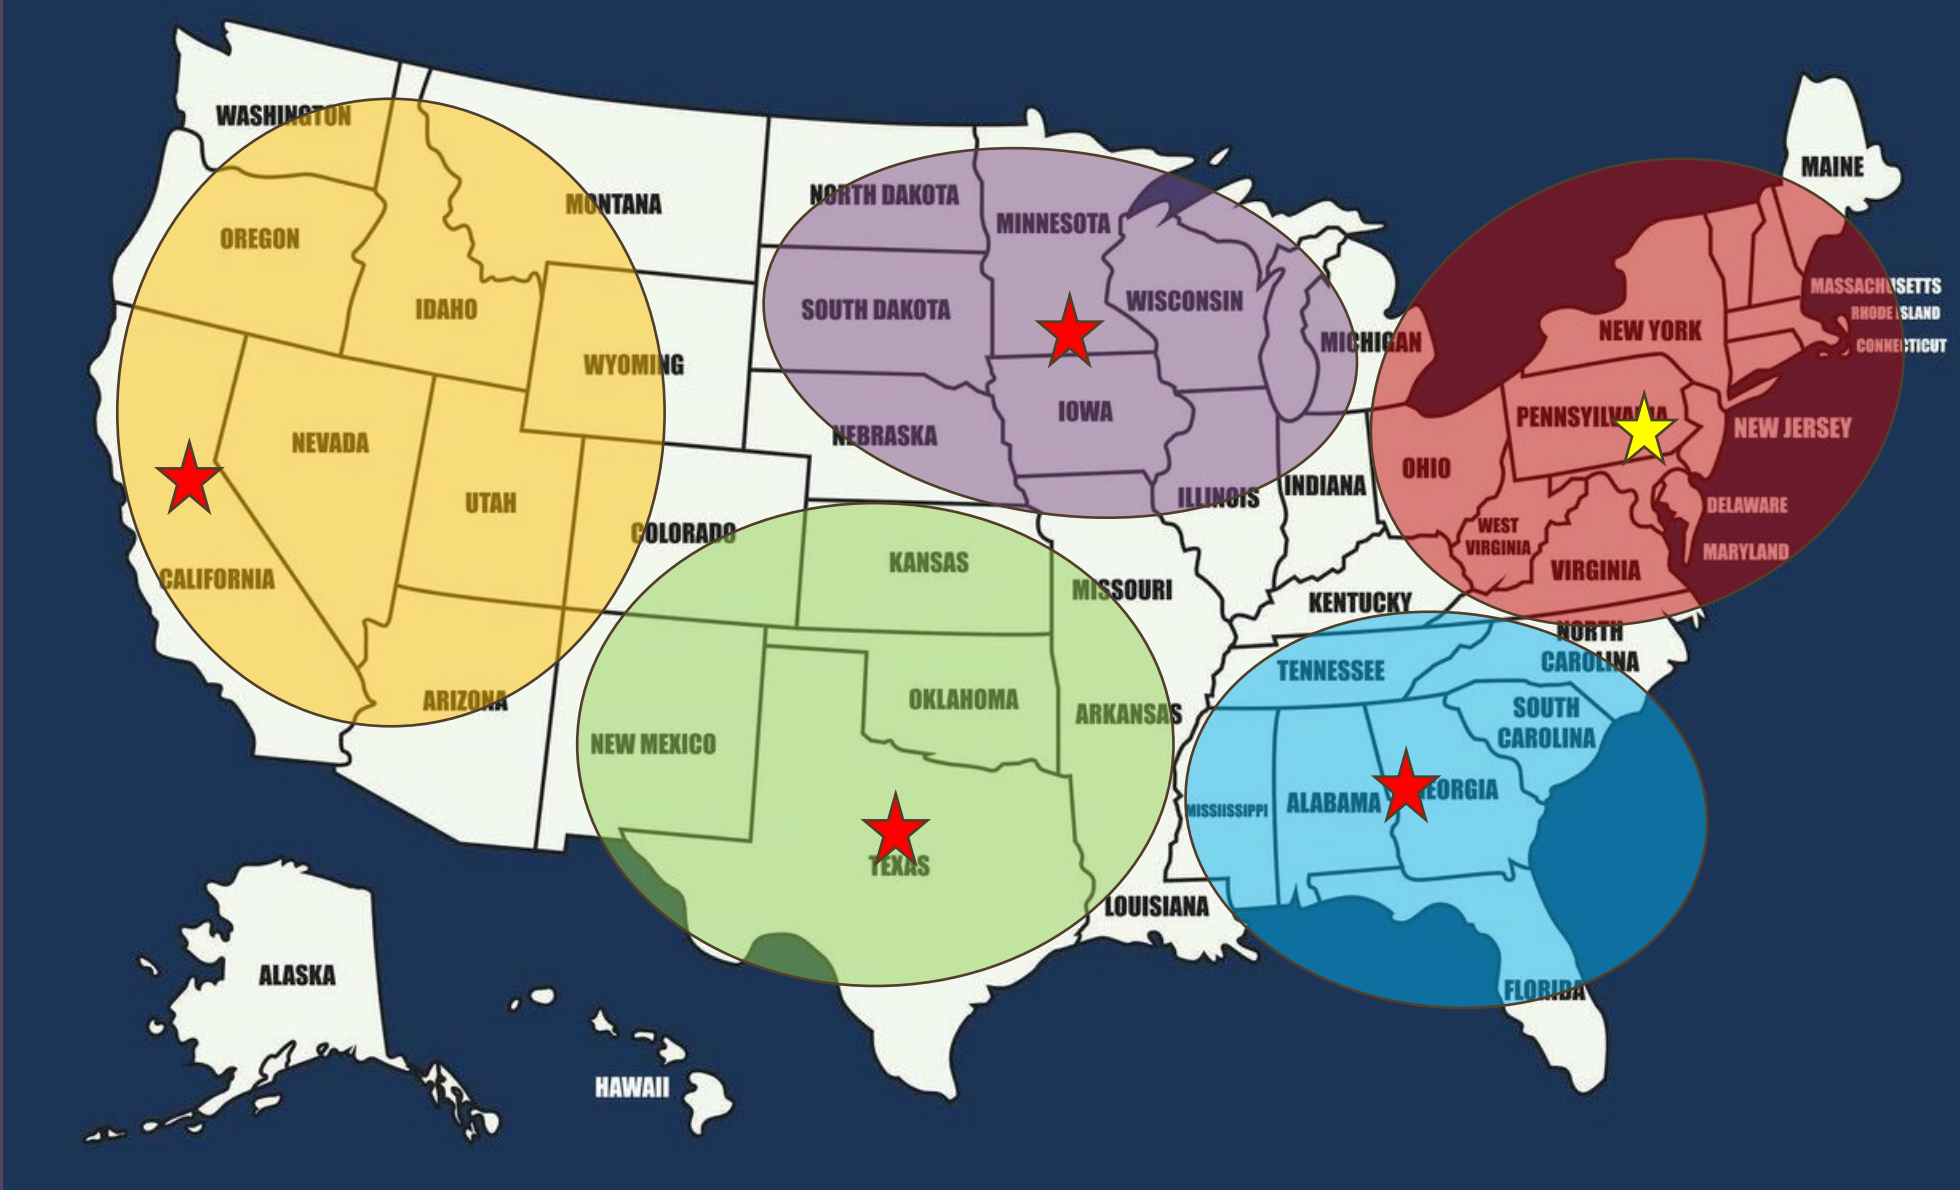 WASHINGTON
MONTANA
NORTH DAKOTA
MINNESOTA
MAINE
OREGON
IDAHO
SOUTH DAKOTA
WISCONSIN
MICHIGAN
NEW YORK
MASSACHUSETTS
RHODE ISLAND
CONNECTICUT
WYOMING
NEVADA
UTAH
NEBRASKA
IOWA
PENNSYILVANIA
NEW JERSEY
COLORADO
KANSAS
ILLINOIS
INDIANA
OHIO
WEST
VIRGINIA
VIRGINIA
DELAWARE
MARYLAND
CALIFORNIA
MISSOURI
KENTUCKY
ARIZONA
NEW MEXICO
OKLAHOMA
ARKANSAS
TENNESSEE
NORTH
CAROLINA
SOUTH
CAROLINA
TEXAS
LOUISIANA
MISSIISSIPPI
ALABAMA
GEORGIA
FLORIDA
ALASKA
HAWAII